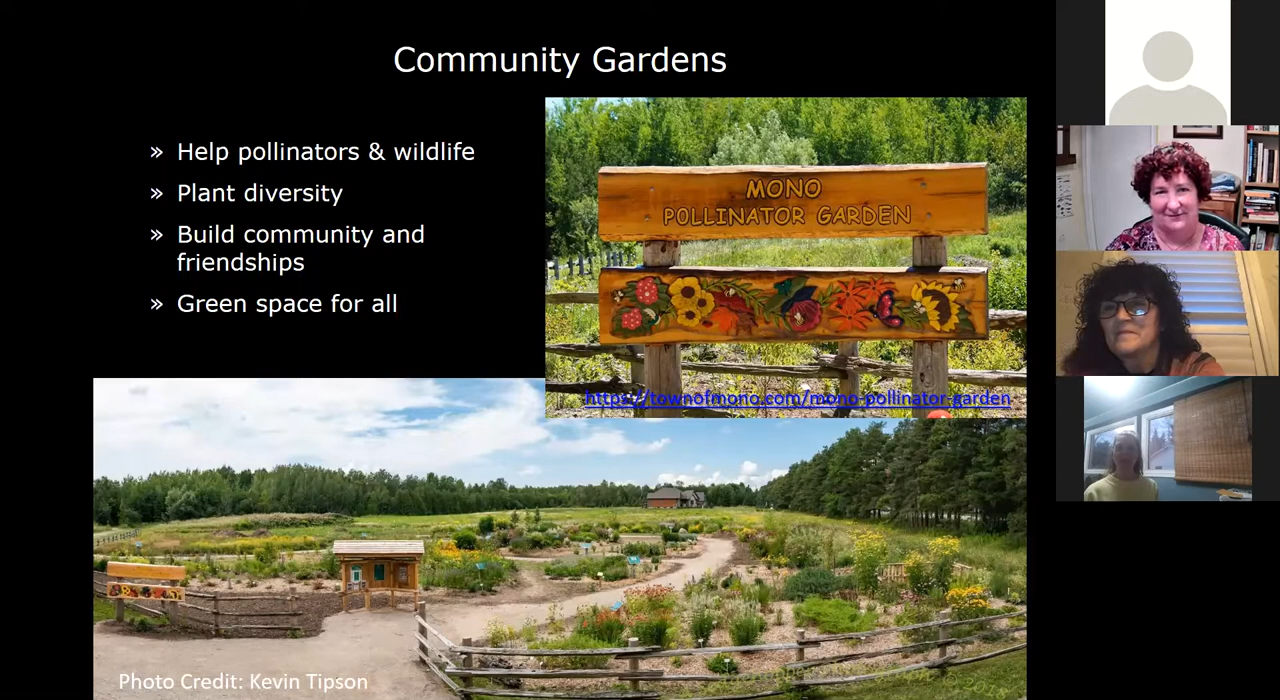 Community Gardens
» Help pollinators & wildlife
» Plant diversity
» Build community and
friendships
» Green space for all
MONO
POLLINATOR GARDEN
https://townofmono.com/mono-pollinator-garden
Photo Credit: Kevin Tipson